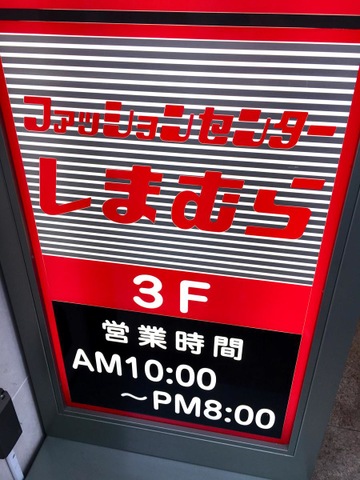 ファッションセンター
しまむら
3F
営業時間
AM10:00
～PM8:00